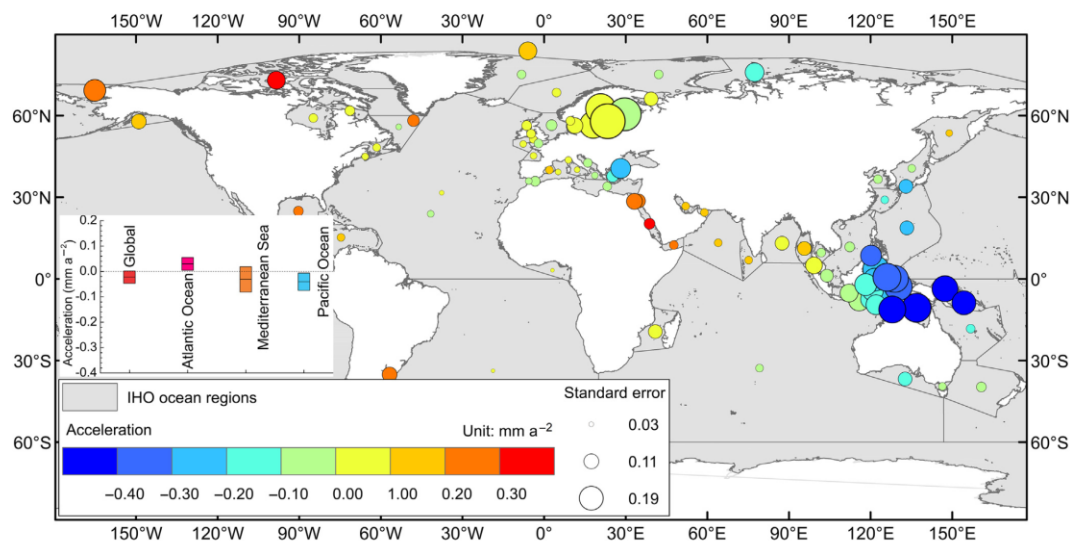 150°W 120°W 90°W 60°W 30°W 0° 30°E 60°E 90°E 120°E 150°E
60°N 60°N
30°N 30°N
0.2
0.1
0.0
−0.1
−0.2
−0.3
−0.4
Acceleration (mm a⁻²)
Global
Atlantic Ocean
Mediterranean Sea
Pacific Ocean
0° 0°
30°S 30°S
60°S 60°S
IHO ocean regions
Standard error
Acceleration Unit: mm a⁻²
0.03
0.11
0.19
−0.40 −0.30 −0.20 −0.10 0.00 1.00 0.20 0.30
150°W 120°W 90°W 60°W 30°W 0° 30°E 60°E 90°E 120°E 150°E